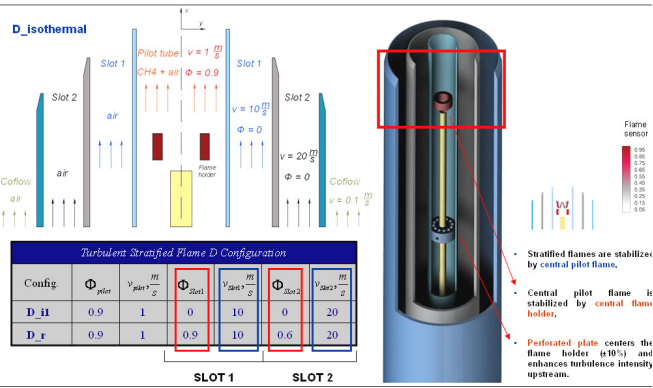 D_isothermal
x
y
Pilot tube v = 1 m/s
CH4 + air Φ = 0.9
Slot 1
Slot 1
Slot 2
Slot 2
air
v = 10 m/s
Φ = 0
air
v = 20 m/s
Φ = 0
Flame
holder
Coflow
air
Coflow
v = 0.1 m/s
Turbulent Stratified Flame D Configuration
Config. Φpilot vpilot, m/s ΦSlot1 vSlot1, m/s ΦSlot2 vSlot2, m/s
D_i1 0.9 1 0 10 0 20
D_r 0.9 1 0.9 10 0.6 20
SLOT 1 SLOT 2
Flame
sensor
0.95
0.85
0.75
0.65
0.55
0.45
0.35
0.25
0.15
0.05
• Stratified flames are stabilized
by central pilot flame.
• Central pilot flame is
stabilized by central flame
holder.
• Perforated plate centers the
flame holder (±10%) and
enhances turbulence intensity
upstream.